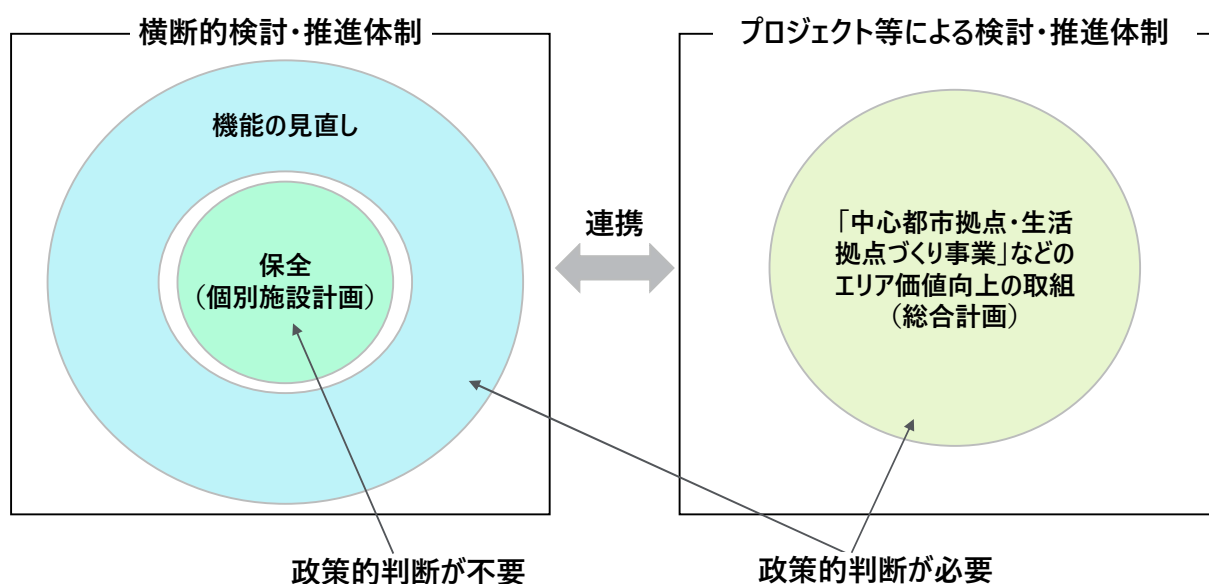 横断的検討・推進体制
機能の見直し
保全
（個別施設計画）
連携
プロジェクト等による検討・推進体制
「中心都市拠点・生活
拠点づくり事業」などの
エリア価値向上の取組
（総合計画）
政策的判断が不要
政策的判断が必要